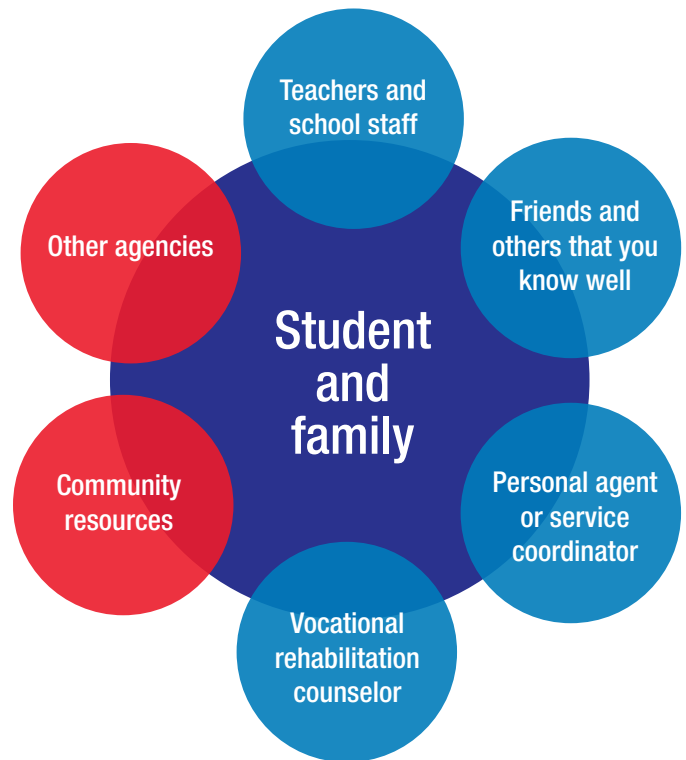 Teachers and
school staff
Friends and
others that you
know well
Other agencies
Student
and
family
Personal agent
or service
coordinator
Community
resources
Vocational
rehabilitation
counselor